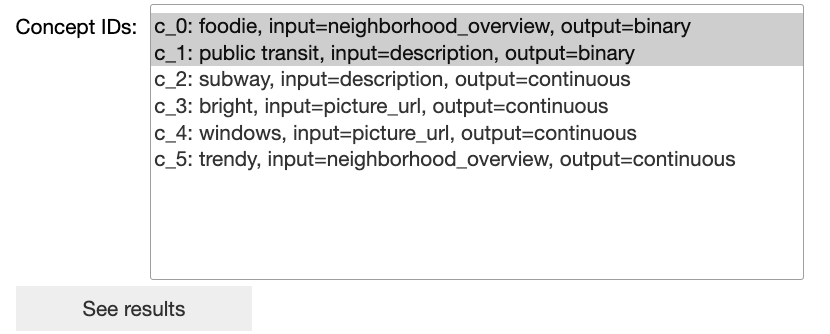 Concept IDs:
c_0: foodie, input=neighborhood_overview, output=binary
c_1: public transit, input=description, output=binary
c_2: subway, input=description, output=continuous
c_3: bright, input=picture_url, output=continuous
c_4: windows, input=picture_url, output=continuous
c_5: trendy, input=neighborhood_overview, output=continuous
See results